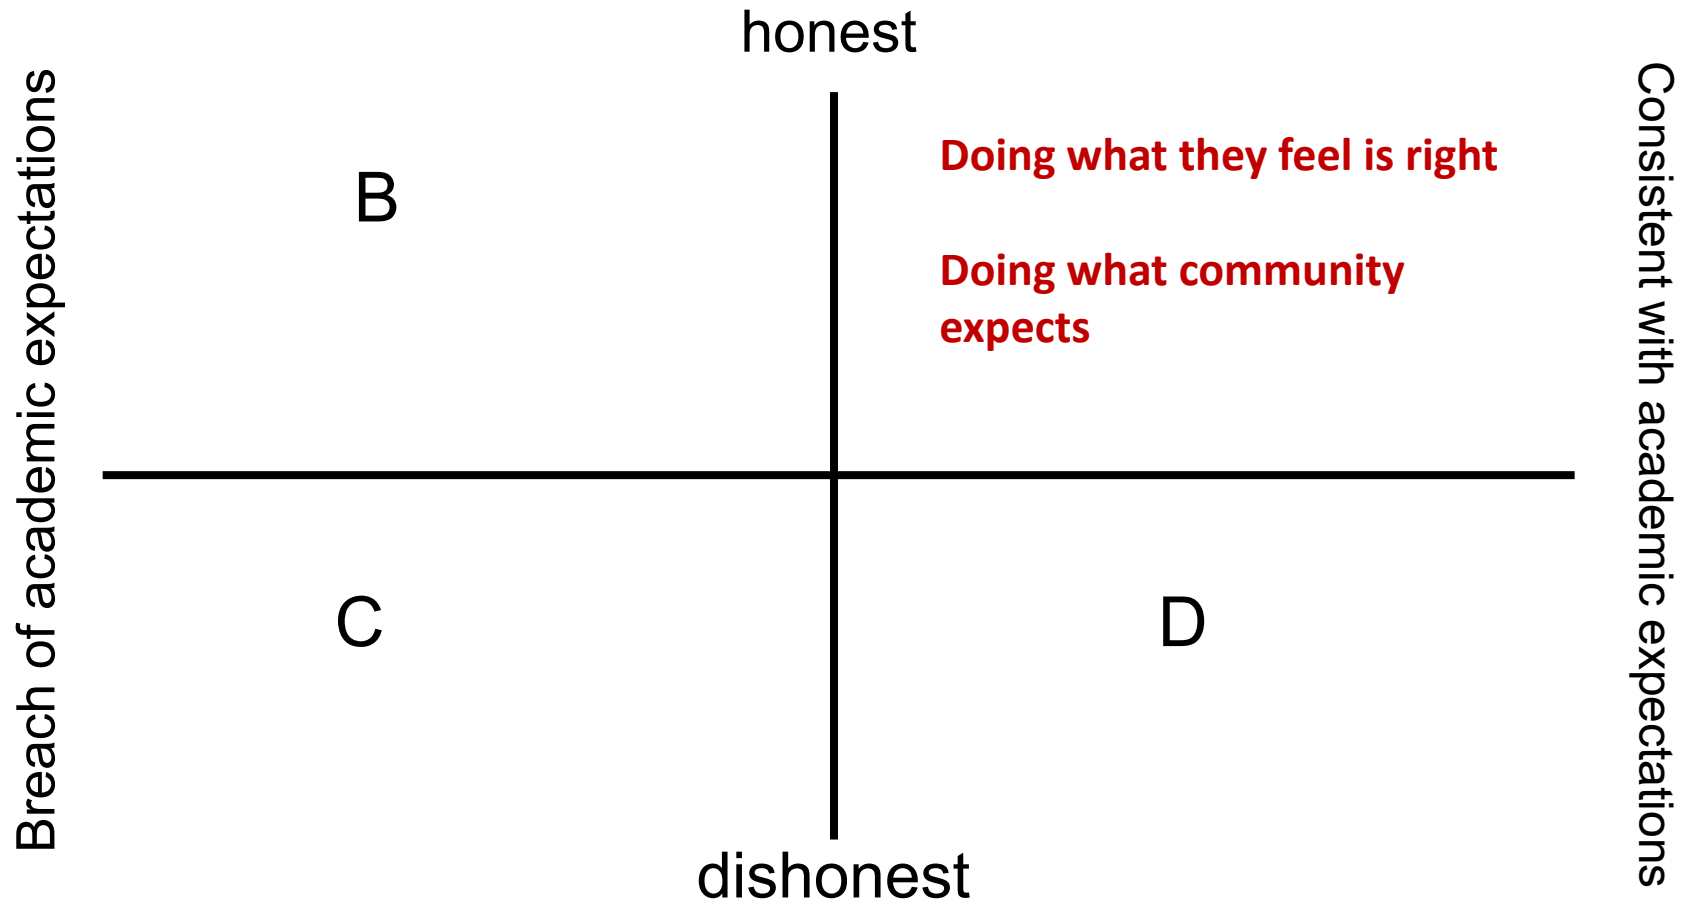 honest
Breach of academic expectations
Consistent with academic expectations
B
Doing what they feel is right
Doing what community
expects
C
D
dishonest